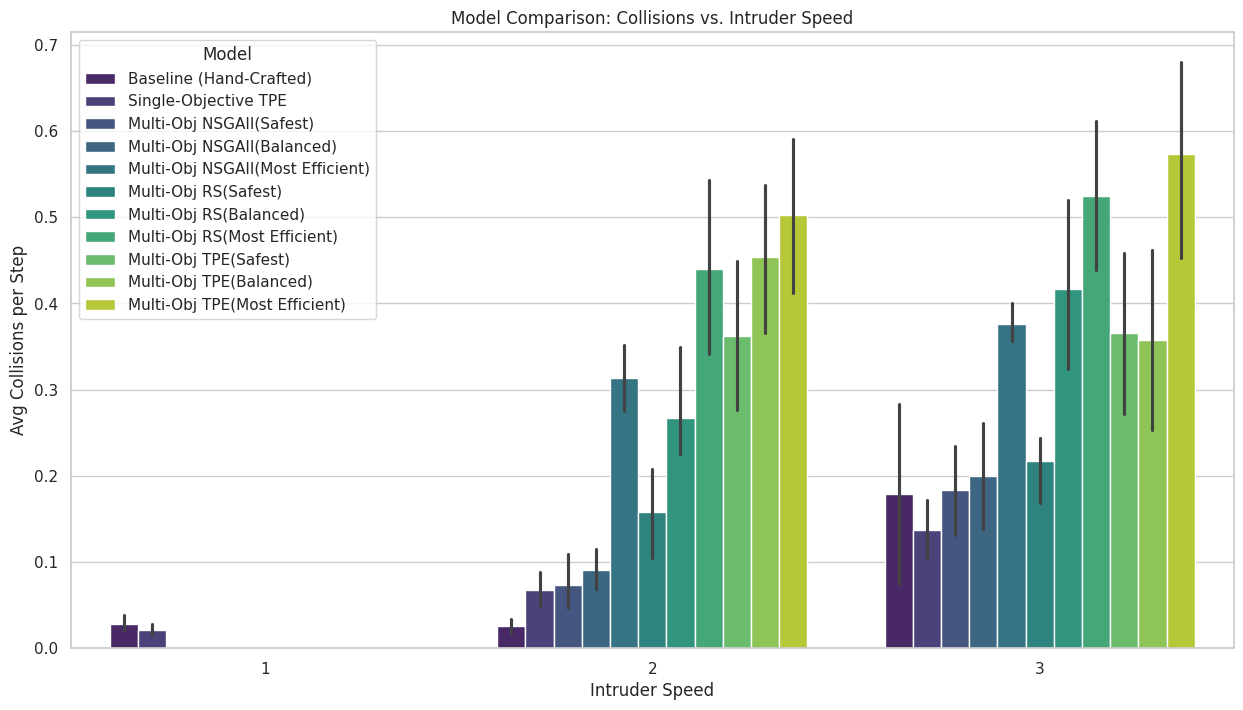 Model Comparison: Collisions vs. Intruder Speed
Model
Baseline (Hand-Crafted)
Single-Objective TPE
Multi-Obj NSGAII(Safest)
Multi-Obj NSGAII(Balanced)
Multi-Obj NSGAII(Most Efficient)
Multi-Obj RS(Safest)
Multi-Obj RS(Balanced)
Multi-Obj RS(Most Efficient)
Multi-Obj TPE(Safest)
Multi-Obj TPE(Balanced)
Multi-Obj TPE(Most Efficient)
Avg Collisions per Step
0.7
0.6
0.5
0.4
0.3
0.2
0.1
0.0
1 2 3
Intruder Speed